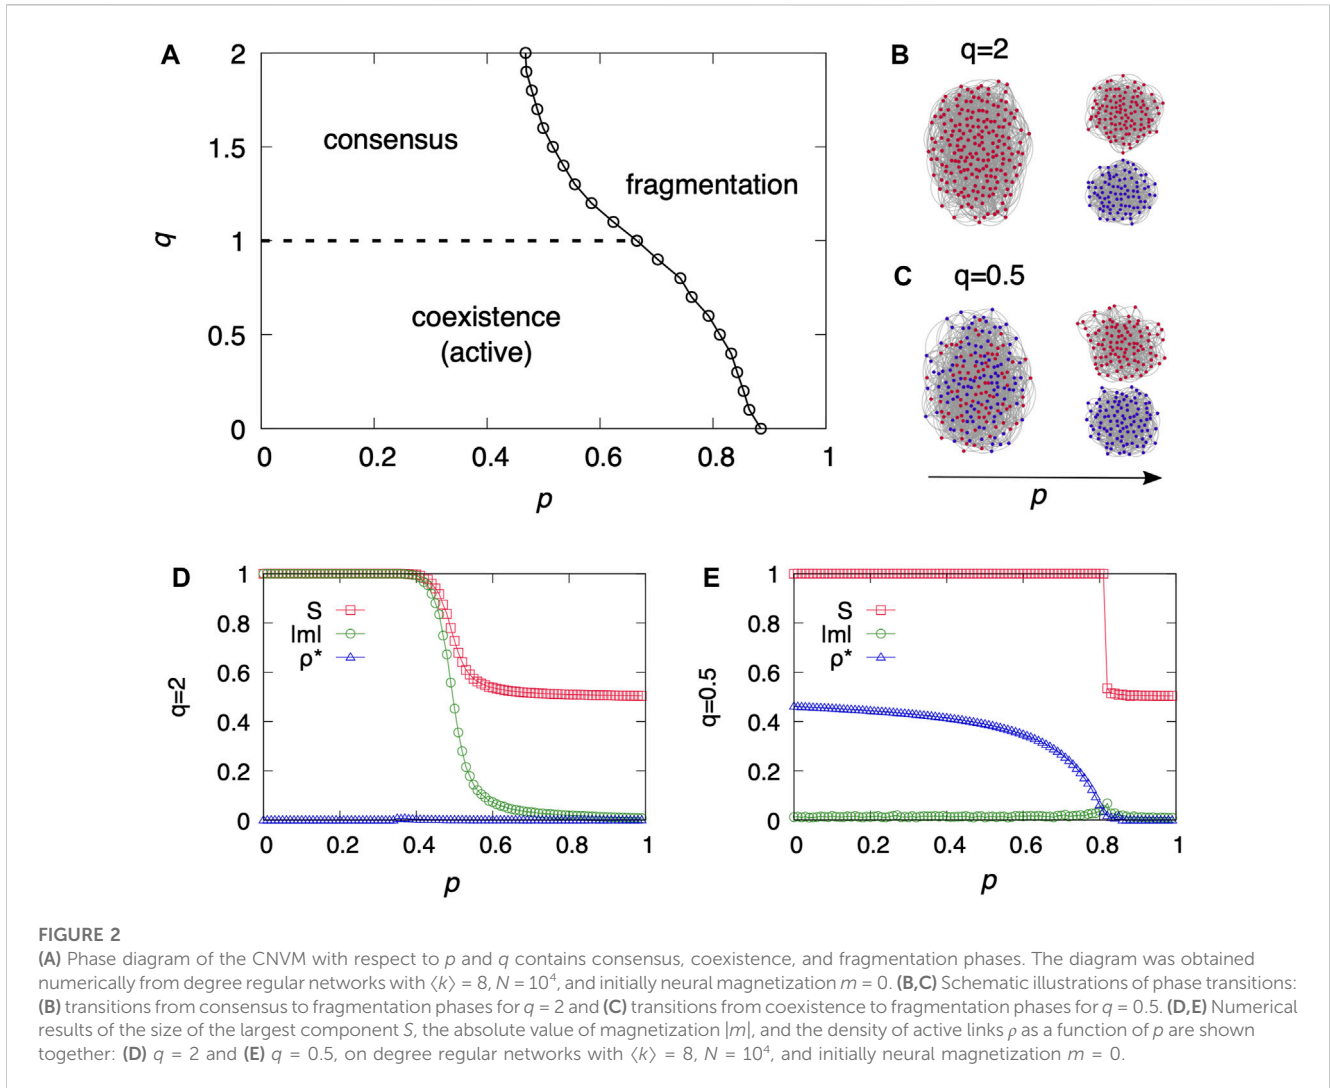 A
2
1.5
1
0.5
0
q
consensus
fragmentation
coexistence
(active)
0 0.2 0.4 0.6 0.8 1
p
B q=2
C q=0.5
p
D
1
0.8
0.6
0.4
0.2
0
q=2
S
lml
ρ*
0 0.2 0.4 0.6 0.8 1
p
E
1
0.8
0.6
0.4
0.2
0
q=0.5
S
lml
ρ*
0 0.2 0.4 0.6 0.8 1
p
FIGURE 2
(A) Phase diagram of the CNVM with respect to p and q contains consensus, coexistence, and fragmentation phases. The diagram was obtained
numerically from degree regular networks with ⟨k⟩ = 8, N = 10⁴, and initially neural magnetization m = 0. (B,C) Schematic illustrations of phase transitions:
(B) transitions from consensus to fragmentation phases for q = 2 and (C) transitions from coexistence to fragmentation phases for q = 0.5. (D,E) Numerical
results of the size of the largest component S, the absolute value of magnetization |m|, and the density of active links ρ as a function of p are shown
together: (D) q = 2 and (E) q = 0.5, on degree regular networks with ⟨k⟩ = 8, N = 10⁴, and initially neural magnetization m = 0.